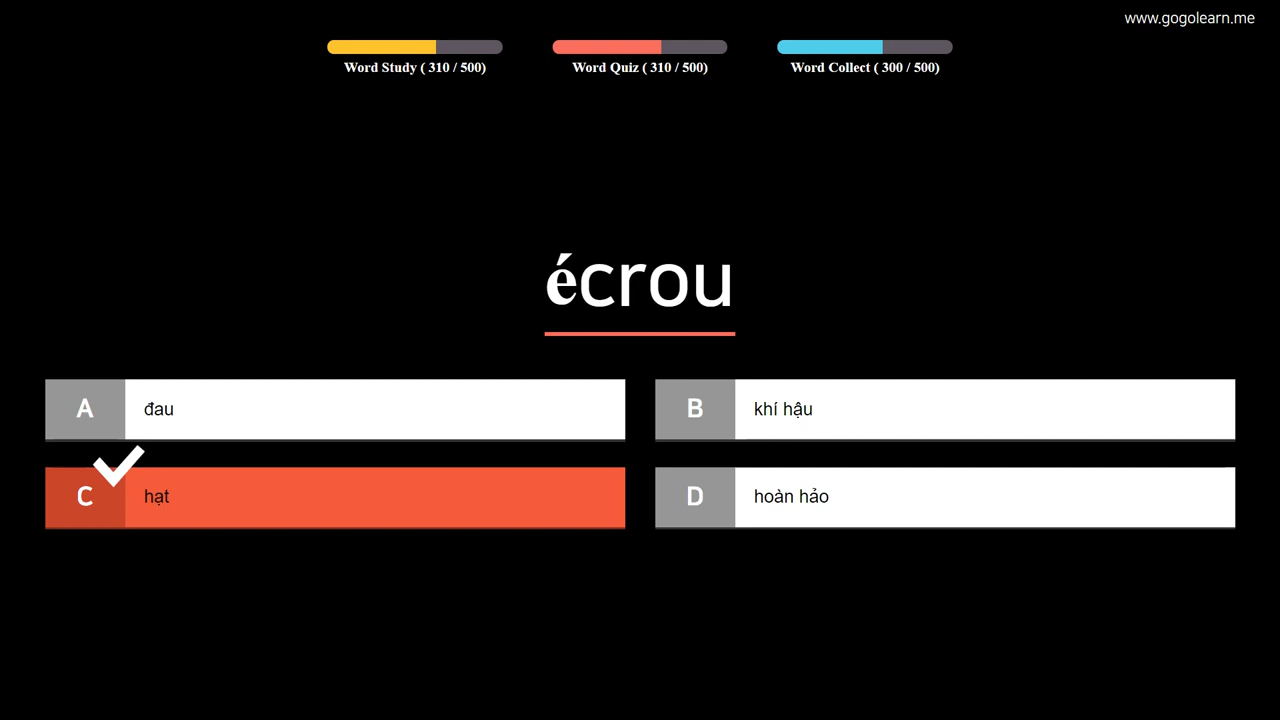 www.gogolearn.me
Word Study ( 310 / 500)
Word Quiz ( 310 / 500)
Word Collect ( 300 / 500)
écrou
A đau
B khí hậu
C hạt
D hoàn hảo